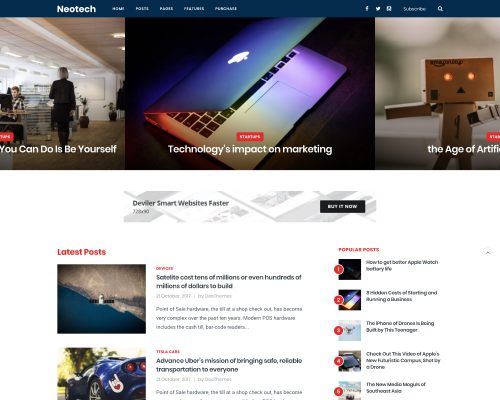 Neotech
HOME POSTS PAGES FEATURES PURCHASE
Subscribe
STARTUPS
You Can Do Is Be Yourself
Technology's impact on marketing
the Age of Artifi
Deviler Smart Websites Faster
728x90
BUY IT NOW
Latest Posts
DEVICES
Satelite cost tens of millions or even hundreds of
millions of dollars to build
21 October, 2017 | by DasThemes
Point of Sale hardware, the till at a shop check out, has become
very complex over the past ten years. Modern POS hardware
includes the cash till, bar-code readers...
TESLA CARS
Advance Uber's mission of bringing safe, reliable
transportation to everyone
21 October, 2017 | by DasThemes
Point of Sale hardware, the till at a shop check out, has become
POPULAR POSTS
1
How to get better Apple Watch
battery life
2
8 Hidden Costs of Starting and
Running a Business
3
The iPhone of Drones Is Being
Built by This Teenager
4
Check Out This Video of Apple's
New Futuristic Campus, Shot by
a Drone
5
The New Media Moguls of
Southeast Asia